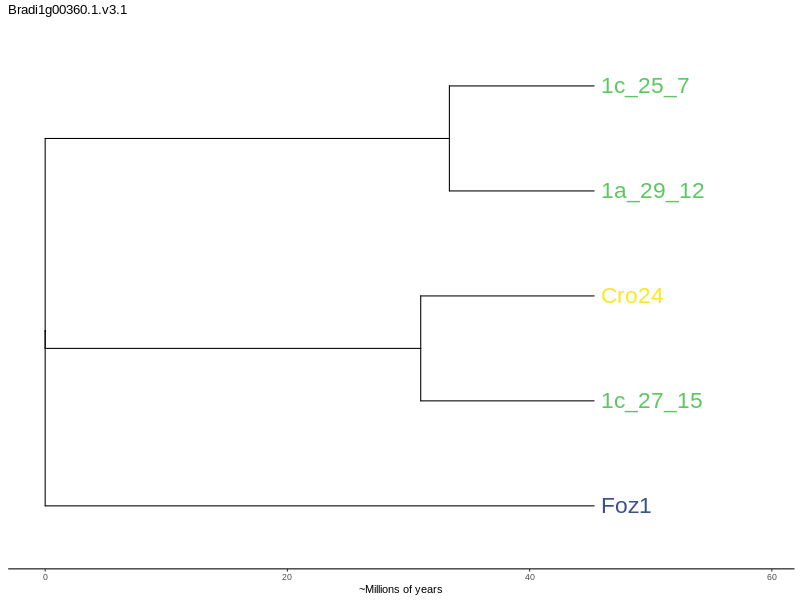 Bradi1g00360.1.v3.1
1c_25_7
1a_29_12
Cro24
1c_27_15
Foz1
0 20 40 60
~Millions of years